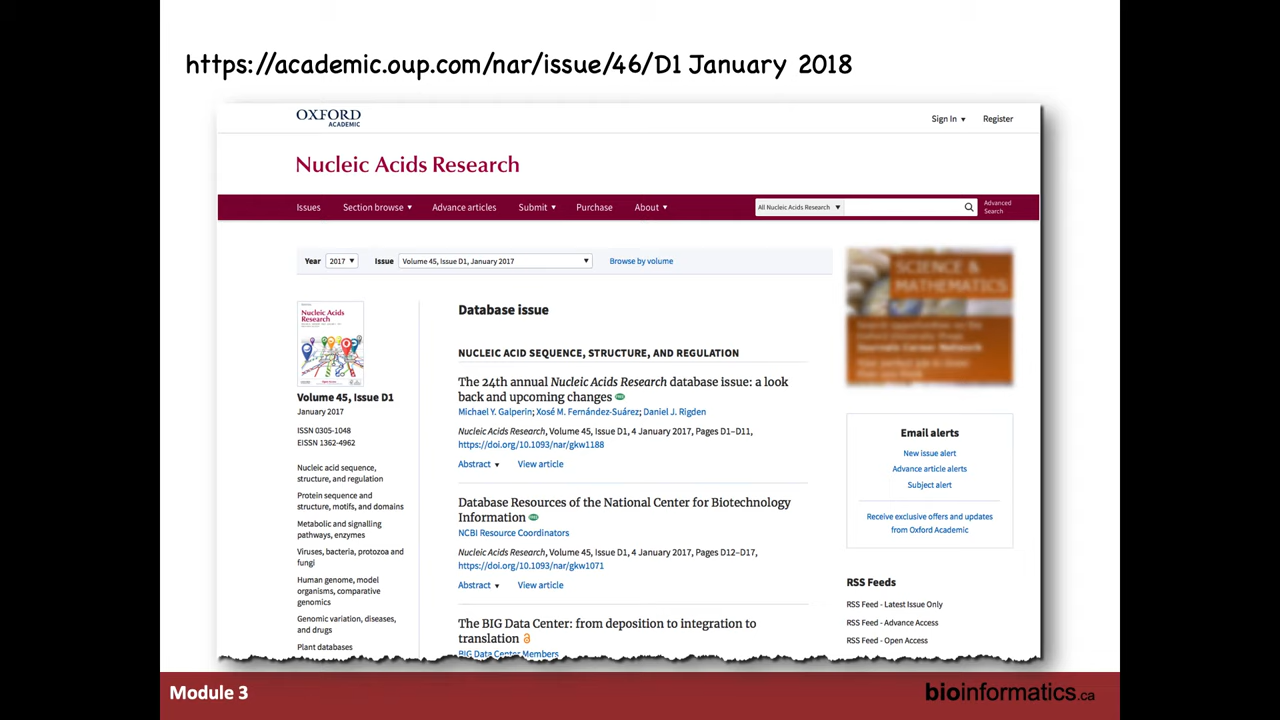 https://academic.oup.com/nar/issue/46/D1 January 2018
OXFORD
ACADEMIC
Sign In ▼ Register
Nucleic Acids Research
Issues Section browse ▼ Advance articles Submit ▼ Purchase About ▼
All Nucleic Acids Research ▼
Advanced
Search
Year 2017 ▼ Issue Volume 45, Issue D1, January 2017 ▼ Browse by volume
SCIENCE &
MATHEMATICS
Nucleic Acids
Research
Volume 45, Issue D1
January 2017
ISSN 0305-1048
EISSN 1362-4962
Nucleic acid sequence,
structure, and regulation
Protein sequence and
structure, motifs, and domains
Metabolic and signalling
pathways, enzymes
Viruses, bacteria, protozoa and
fungi
Human genome, model
organisms, comparative
genomics
Genomic variation, diseases,
and drugs
Plant databases
Database issue
NUCLEIC ACID SEQUENCE, STRUCTURE, AND REGULATION
The 24th annual Nucleic Acids Research database issue: a look
back and upcoming changes
Michael Y. Galperin; Xosé M. Fernández-Suárez; Daniel J. Rigden
Nucleic Acids Research, Volume 45, Issue D1, 4 January 2017, Pages D1–D11,
https://doi.org/10.1093/nar/gkw1188
Abstract ▼ View article
Database Resources of the National Center for Biotechnology
Information
NCBI Resource Coordinators
Nucleic Acids Research, Volume 45, Issue D1, 4 January 2017, Pages D12–D17,
https://doi.org/10.1093/nar/gkw1071
Abstract ▼ View article
The BIG Data Center: from deposition to integration to
translation
BIG Data Center Members
Email alerts
New issue alert
Advance article alerts
Subject alert
Receive exclusive offers and updates
from Oxford Academic
RSS Feeds
RSS Feed - Latest Issue Only
RSS Feed - Advance Access
RSS Feed - Open Access
Module 3
bioinformatics.ca